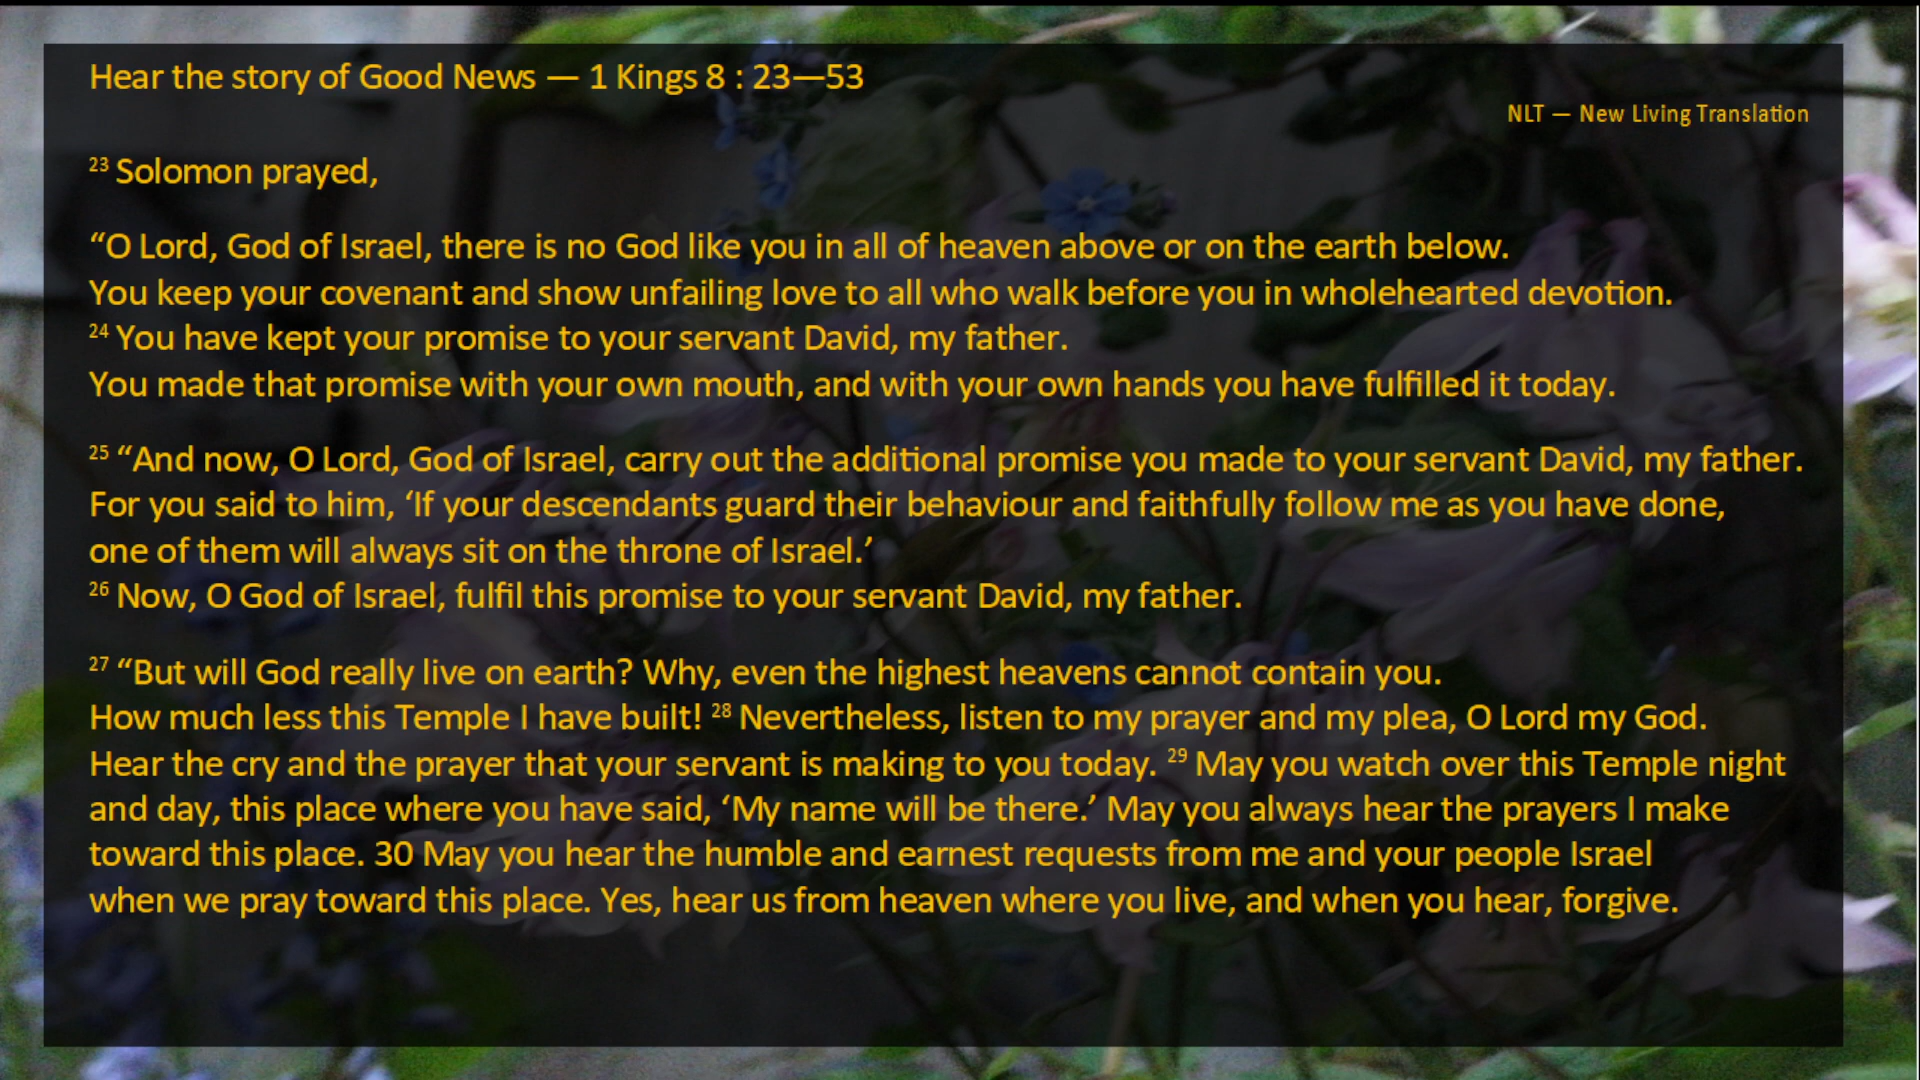 Hear the story of Good News — 1 Kings 8 : 23—53
NLT — New Living Translation
23 Solomon prayed,
“O Lord, God of Israel, there is no God like you in all of heaven above or on the earth below.
You keep your covenant and show unfailing love to all who walk before you in wholehearted devotion.
24 You have kept your promise to your servant David, my father.
You made that promise with your own mouth, and with your own hands you have fulfilled it today.
25 “And now, O Lord, God of Israel, carry out the additional promise you made to your servant David, my father.
For you said to him, ‘If your descendants guard their behaviour and faithfully follow me as you have done,
one of them will always sit on the throne of Israel.’
26 Now, O God of Israel, fulfil this promise to your servant David, my father.
27 “But will God really live on earth? Why, even the highest heavens cannot contain you.
How much less this Temple I have built! 28 Nevertheless, listen to my prayer and my plea, O Lord my God.
Hear the cry and the prayer that your servant is making to you today. 29 May you watch over this Temple night
and day, this place where you have said, ‘My name will be there.’ May you always hear the prayers I make
toward this place. 30 May you hear the humble and earnest requests from me and your people Israel
when we pray toward this place. Yes, hear us from heaven where you live, and when you hear, forgive.